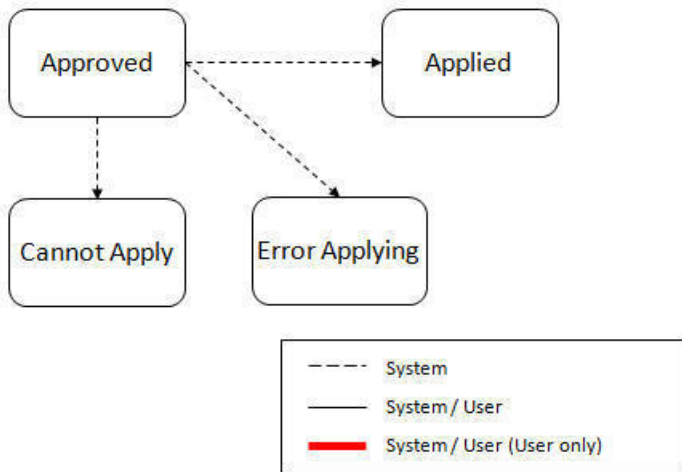 Approved
Applied
Cannot Apply
Error Applying
System
System / User
System / User (User only)